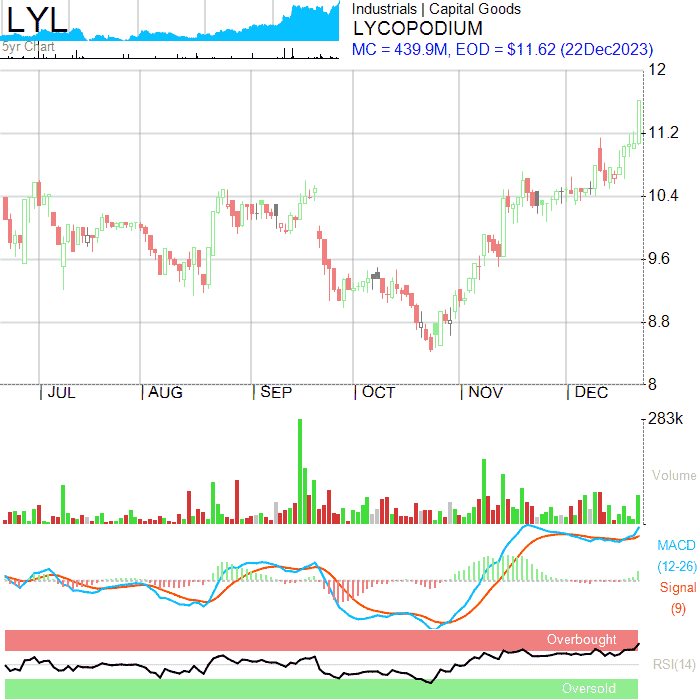 LYL
5yr Chart
Industrials | Capital Goods
LYCOPODIUM
MC = 439.9M, EOD = $11.62 (22Dec2023)
12
11.2
10.4
9.6
8.8
8
| JUL | AUG | SEP | OCT | NOV | DEC
283k
Volume
MACD
(12-26)
Signal
(9)
Overbought
RSI(14)
Oversold